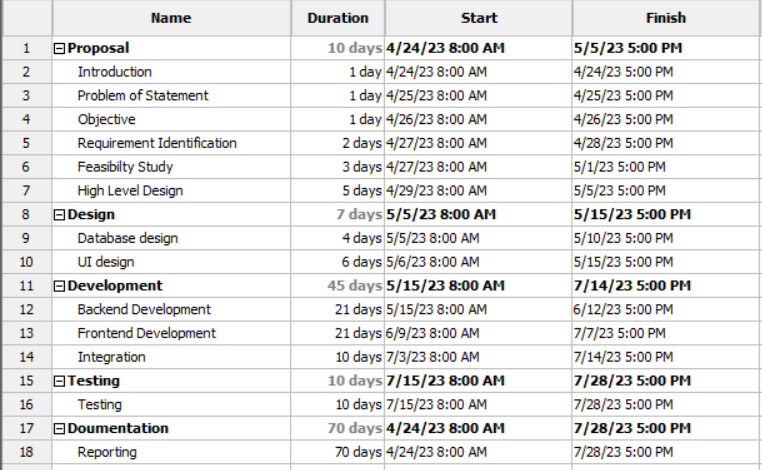 Name Duration Start Finish
1 Proposal 10 days 4/24/23 8:00 AM 5/5/23 5:00 PM
2 Introduction 1 day 4/24/23 8:00 AM 4/24/23 5:00 PM
3 Problem of Statement 1 day 4/25/23 8:00 AM 4/25/23 5:00 PM
4 Objective 1 day 4/26/23 8:00 AM 4/26/23 5:00 PM
5 Requirement Identification 2 days 4/27/23 8:00 AM 4/28/23 5:00 PM
6 Feasibilty Study 3 days 4/27/23 8:00 AM 5/1/23 5:00 PM
7 High Level Design 5 days 4/29/23 8:00 AM 5/5/23 5:00 PM
8 Design 7 days 5/5/23 8:00 AM 5/15/23 5:00 PM
9 Database design 4 days 5/5/23 8:00 AM 5/10/23 5:00 PM
10 UI design 6 days 5/6/23 8:00 AM 5/15/23 5:00 PM
11 Development 45 days 5/15/23 8:00 AM 7/14/23 5:00 PM
12 Backend Development 21 days 5/15/23 8:00 AM 6/12/23 5:00 PM
13 Frontend Development 21 days 6/9/23 8:00 AM 7/7/23 5:00 PM
14 Integration 10 days 7/3/23 8:00 AM 7/14/23 5:00 PM
15 Testing 10 days 7/15/23 8:00 AM 7/28/23 5:00 PM
16 Testing 10 days 7/15/23 8:00 AM 7/28/23 5:00 PM
17 Doumentation 70 days 4/24/23 8:00 AM 7/28/23 5:00 PM
18 Reporting 70 days 4/24/23 8:00 AM 7/28/23 5:00 PM